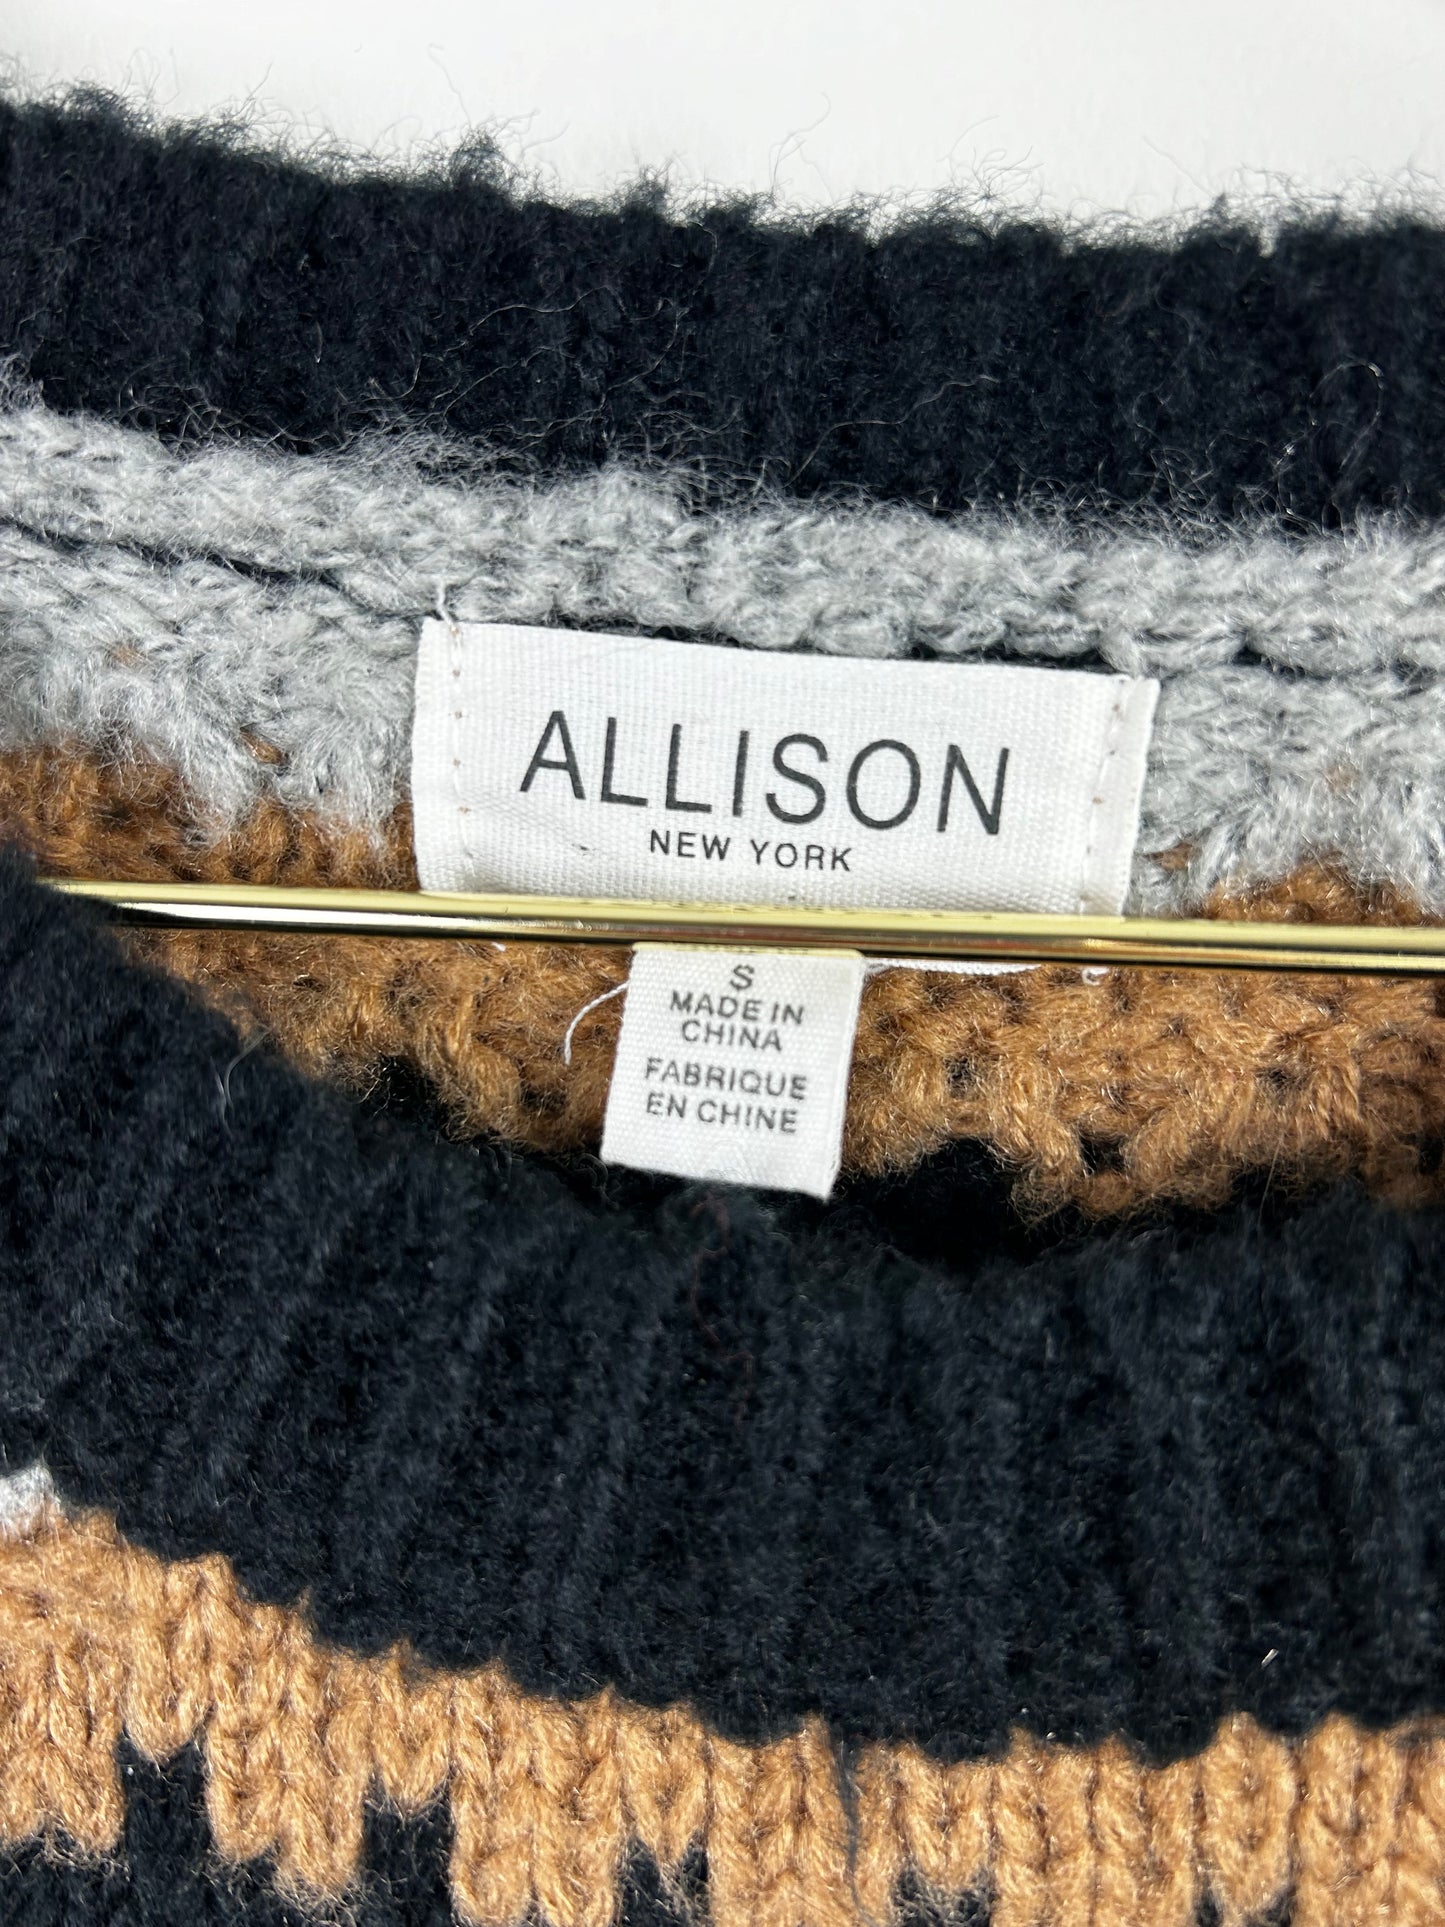 ALLISON
NEW YORK
S
MADE IN
CHINA
FABRIQUE
EN CHINE